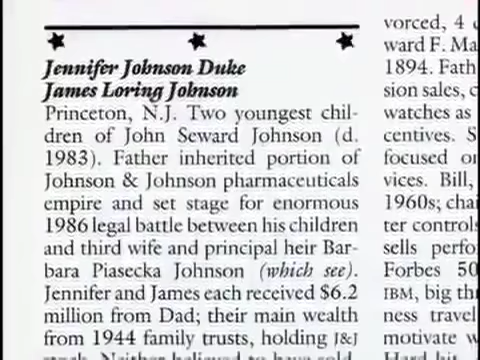 Jennifer Johnson Duke
James Loring Johnson
Princeton, N.J. Two youngest chil-
dren of John Seward Johnson (d.
1983). Father inherited portion of
Johnson & Johnson pharmaceuticals
empire and set stage for enormous
1986 legal battle between his children
and third wife and principal heir Bar-
bara Piasecka Johnson (which see).
Jennifer and James each received $6.2
million from Dad; their main wealth
from 1944 family trusts, holding J&J
vorced, 4 c
ward F. Ma
1894. Fath
sion sales, c
watches as
centives. S
focused on
vices. Bill,
1960s; chai
ter controls
sells perfo
Forbes 50
IBM, big th
ness travel
motivate w